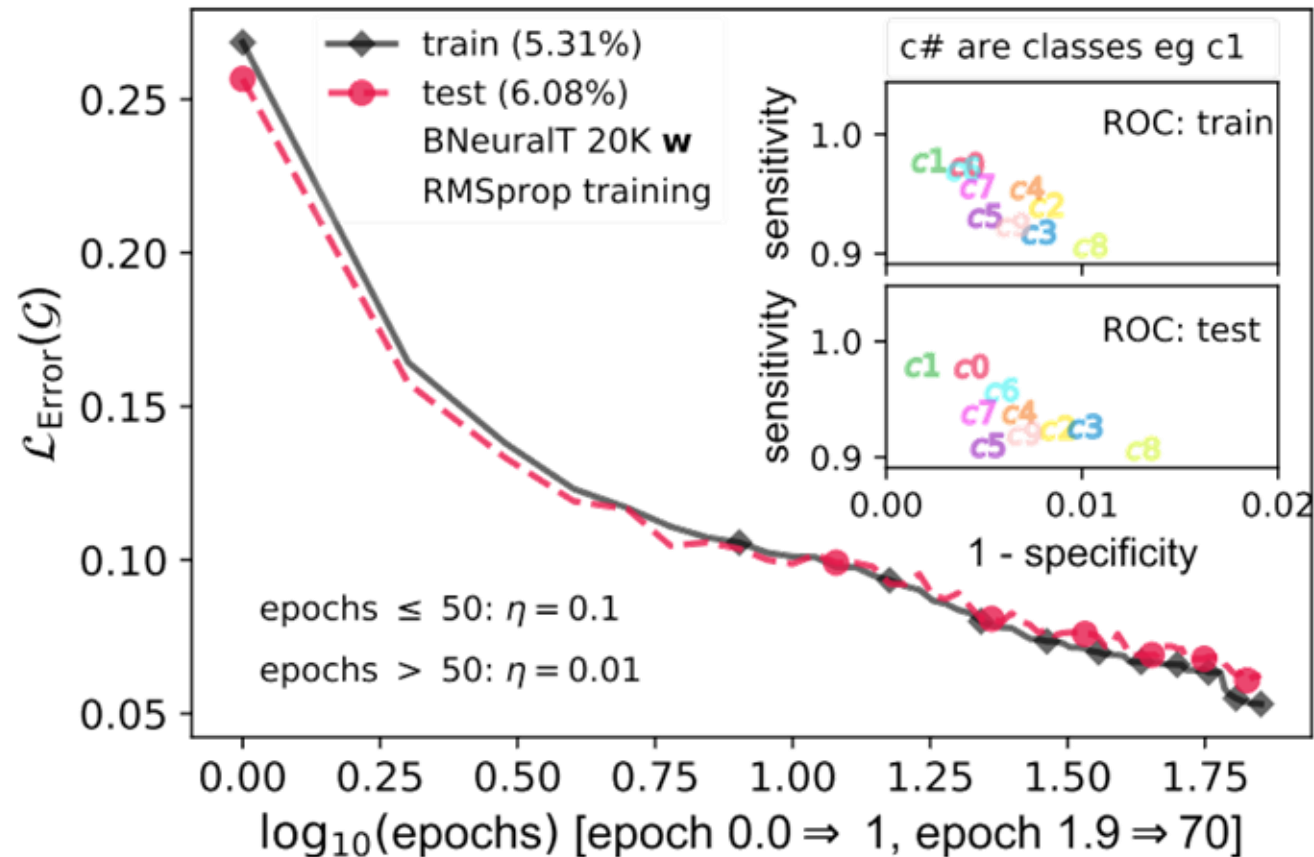 train (5.31%)
test (6.08%)
BNeuralT 20K w
RMSprop training
c# are classes eg c1
ROC: train
sensitivity
1.0
0.9
c1 c0
c6
c7 c4
c2
c5 c9 c3 c8
ROC: test
sensitivity
1.0
0.9
c1 c0
c6
c7 c4
c9 c2 c3
c5 c8
0.00 0.01 0.02
1 - specificity
ℒError(𝒢)
0.25
0.20
0.15
0.10
0.05
epochs ≤ 50: η = 0.1
epochs > 50: η = 0.01
0.00 0.25 0.50 0.75 1.00 1.25 1.50 1.75
log10(epochs) [epoch 0.0 ⇒ 1, epoch 1.9 ⇒ 70]